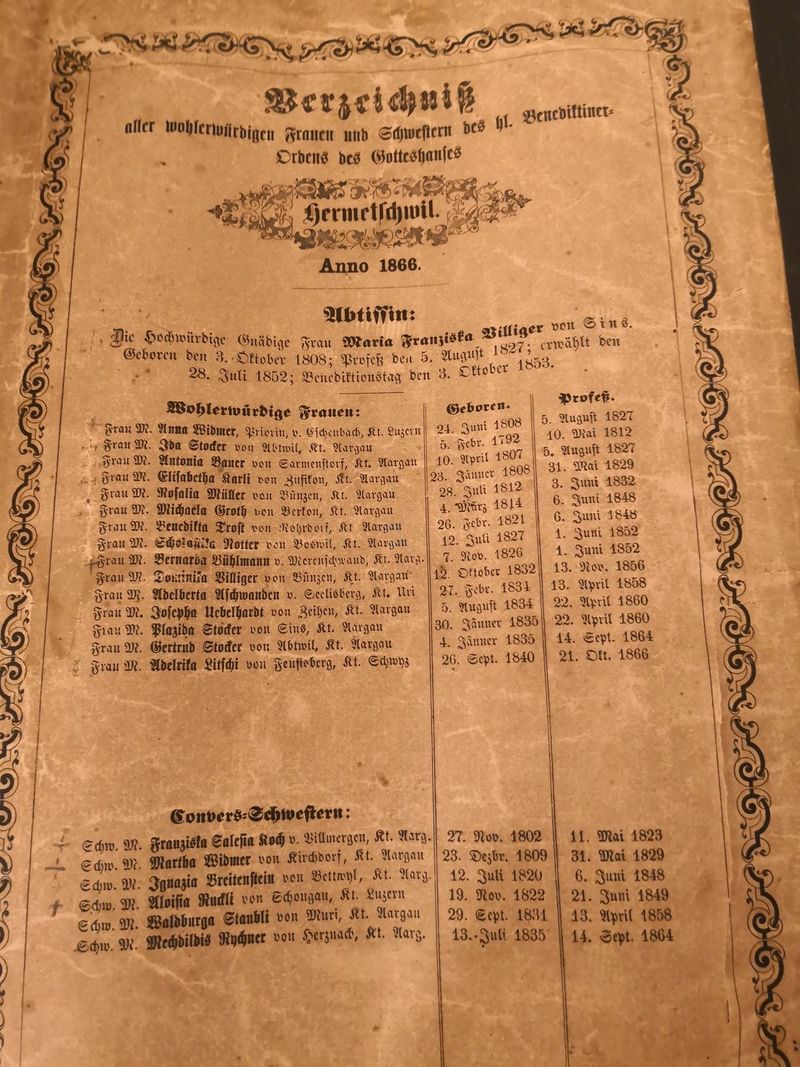 Verzeichniß
aller wohlerwürdigen Frauen und Schwestern des hl. Benediktiner-
Ordens des Gotteshauses
Hermetschwil.
Anno 1866.
Abtissin:
Die Hochwürdige Gnädige Frau Maria Franziska Villiger von Sins.
Geboren den 3. Oktober 1808; Profeß den 5. August 1827; erwählt den
28. Juli 1852; Benediktionstag den 3. Oktober 1853.
Wohlerwürdige Frauen: Geboren. Profeß.
Frau M. Anna Widmer, Priorin, v. Eschenbach, Kt. Luzern 24. Juni 1808 5. August 1827
Frau M. Ida Stocker von Abtwil, Kt. Aargau 5. Febr. 1792 10. Mai 1812
Frau M. Antonia Bauer von Sarmenstorf, Kt. Aargau 10. April 1807 5. August 1827
Frau M. Elisabetha Karli von Zufikon, Kt. Aargau 23. Jänner 1808 31. Mai 1829
Frau M. Rosalia Müller von Bünzen, Kt. Aargau 28. Juli 1812 3. Juni 1832
Frau M. Michaela Groth von Berkon, Kt. Aargau 4. März 1814 6. Juni 1848
Frau M. Benedikta Trost von Rohrdorf, Kt. Aargau 26. Febr. 1821 6. Juni 1848
Frau M. Scholastika Notter von Boswil, Kt. Aargau 12. Juli 1827 1. Juni 1852
Frau M. Bernarda Bühlmann v. Merenschwand, Kt. Aarg. 7. Nov. 1826 1. Juni 1852
Frau M. Dominika Villiger von Bünzen, Kt. Aargau 12. Oktober 1832 13. Nov. 1856
Frau M. Adelberta Aschwanden v. Seelisberg, Kt. Uri 27. Febr. 1834 13. April 1858
Frau M. Josepha Uebelhardt von Zeihen, Kt. Aargau 5. August 1834 22. April 1860
Frau M. Plazida Stocker von Sins, Kt. Aargau 30. Jänner 1835 22. April 1860
Frau M. Gertrud Stocker von Abtwil, Kt. Aargau 4. Jänner 1835 14. Sept. 1864
Frau M. Adelrika Litschi von Feusisberg, Kt. Schwyz 26. Sept. 1840 21. Okt. 1866
Convers-Schwestern:
Schw. M. Franziska Salesia Koch v. Villmergen, Kt. Aarg. 27. Nov. 1802 11. Mai 1823
Schw. M. Martha Widmer von Kirchdorf, Kt. Aargau 23. Dezbr. 1809 31. Mai 1829
Schw. M. Ignazia Breitenstein von Bettwyl, Kt. Aarg. 12. Juli 1820 6. Juni 1848
Schw. M. Aloisia Ruckli von Schongau, Kt. Luzern 19. Nov. 1822 21. Juni 1849
Schw. M. Waldburga Staubli von Muri, Kt. Aargau 29. Sept. 1831 13. April 1858
Schw. M. Mechdildis Rychner von Herznach, Kt. Aarg. 13. Juli 1835 14. Sept. 1864